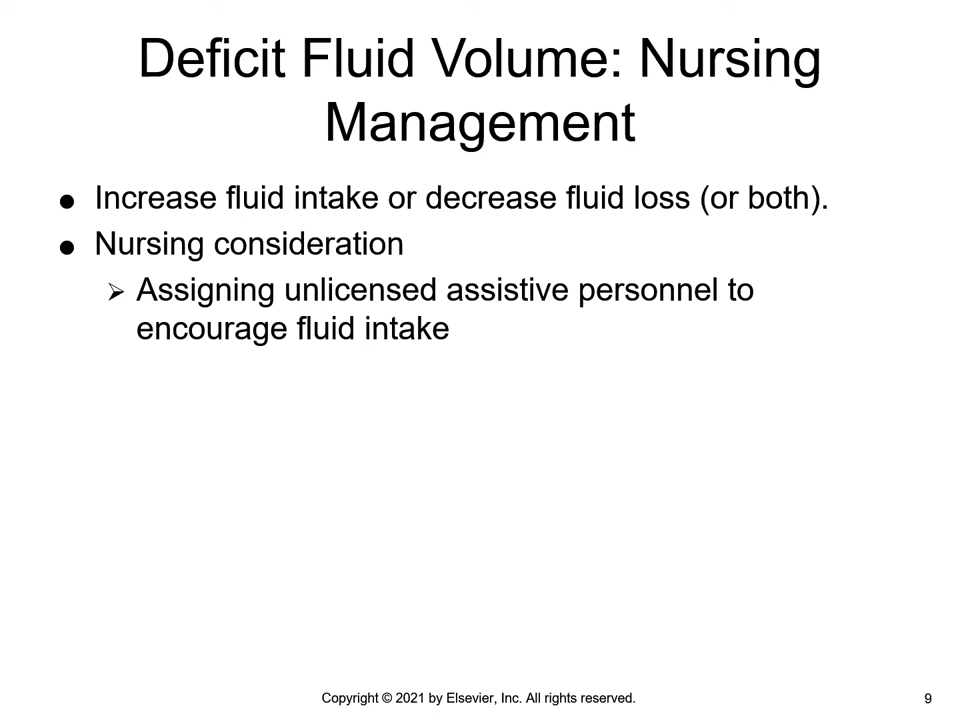 Deficit Fluid Volume: Nursing
Management
● Increase fluid intake or decrease fluid loss (or both).
● Nursing consideration
➢ Assigning unlicensed assistive personnel to
encourage fluid intake
Copyright © 2021 by Elsevier, Inc. All rights reserved.
9